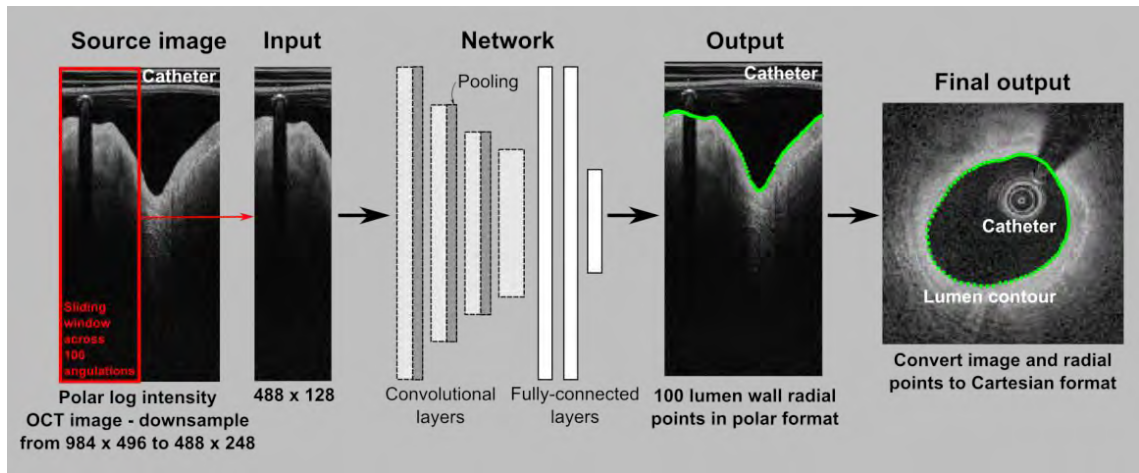 Source image
Input
Network
Output
Final output
Catheter
Pooling
Catheter
Catheter
Lumen contour
Sliding
window
across
106
angulations
Polar log intensity
OCT image - downsample
from 984 x 496 to 488 x 248
488 x 128
Convolutional
layers
Fully-connected
layers
100 lumen wall radial
points in polar format
Convert image and radial
points to Cartesian format